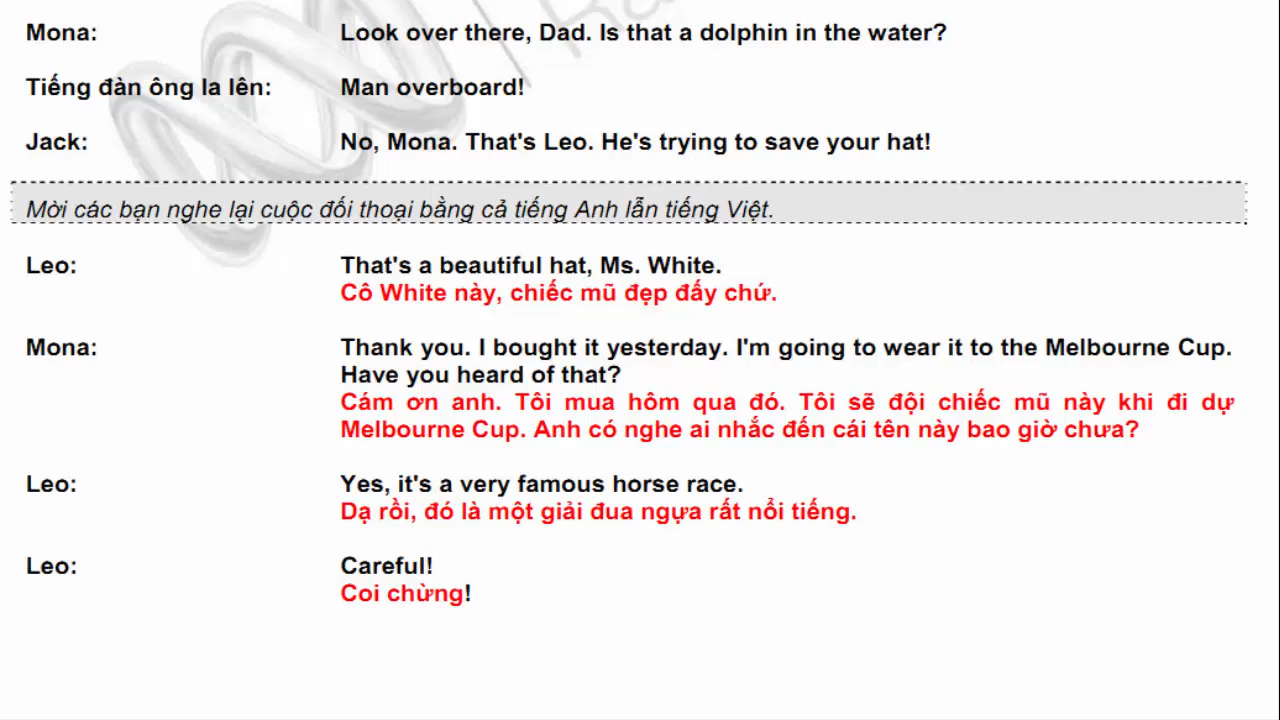 Mona: Look over there, Dad. Is that a dolphin in the water?
Tiếng đàn ông la lên: Man overboard!
Jack: No, Mona. That's Leo. He's trying to save your hat!
Mời các bạn nghe lại cuộc đối thoại bằng cả tiếng Anh lẫn tiếng Việt.
Leo: That's a beautiful hat, Ms. White.
Cô White này, chiếc mũ đẹp đấy chứ.
Mona: Thank you. I bought it yesterday. I'm going to wear it to the Melbourne Cup.
Have you heard of that?
Cám ơn anh. Tôi mua hôm qua đó. Tôi sẽ đội chiếc mũ này khi đi dự
Melbourne Cup. Anh có nghe ai nhắc đến cái tên này bao giờ chưa?
Leo: Yes, it's a very famous horse race.
Dạ rồi, đó là một giải đua ngựa rất nổi tiếng.
Leo: Careful!
Coi chừng!